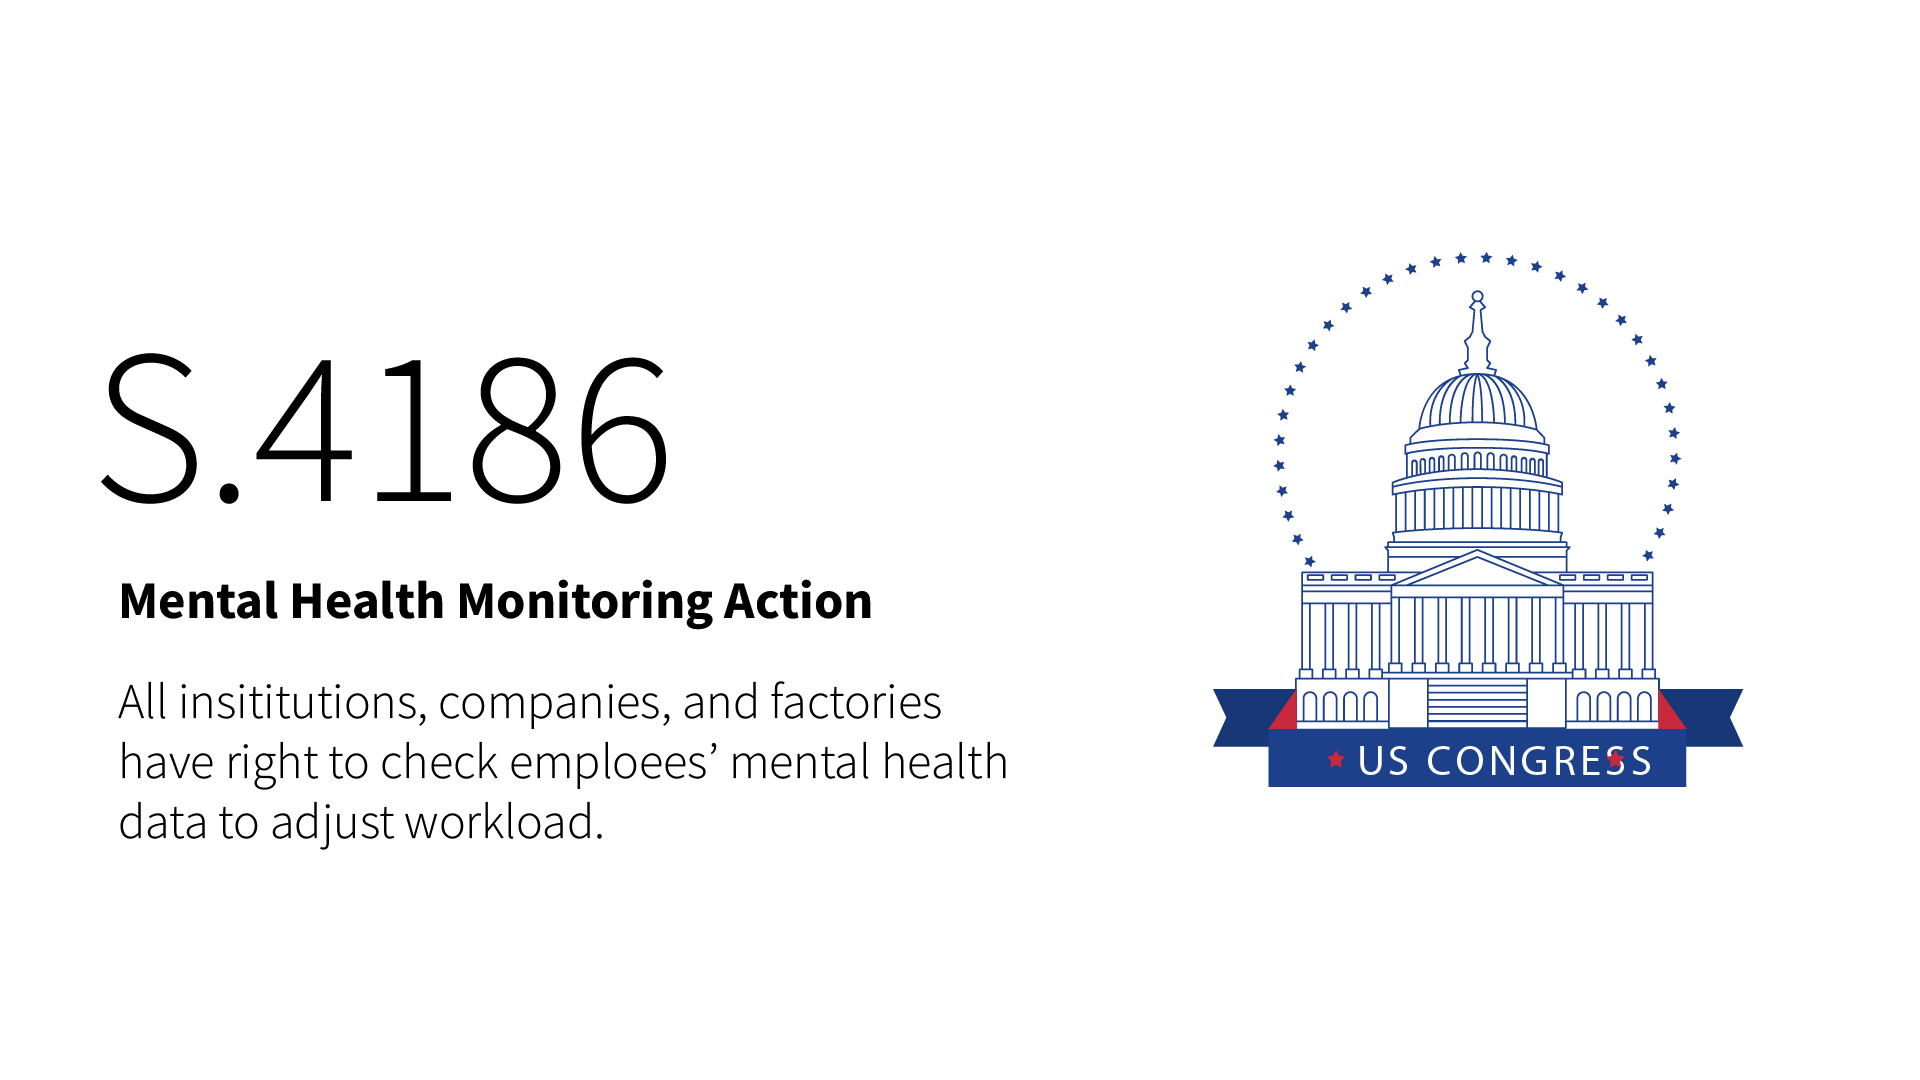 S.4186
Mental Health Monitoring Action
All insititutions, companies, and factories
have right to check emploees’ mental health
data to adjust workload.
US CONGRESS